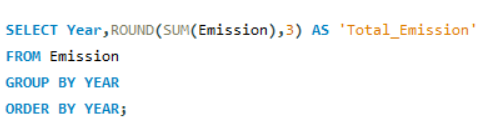 SELECT Year,ROUND(SUM(Emission),3) AS 'Total_Emission'
FROM Emission
GROUP BY YEAR
ORDER BY YEAR;